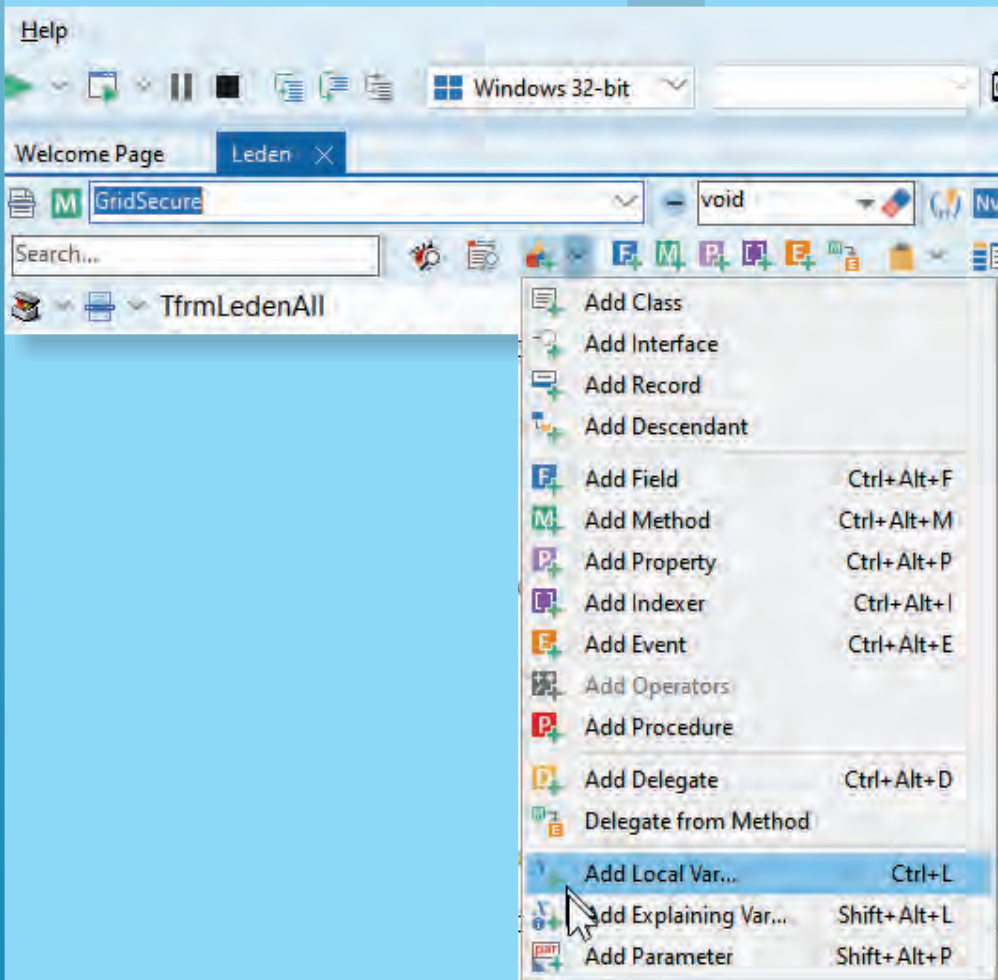 Help
Windows 32-bit
Welcome Page Leden
M GridSecure void
Search... F M P E M E
TfrmLedenAll
Add Class
Add Interface
Add Record
Add Descendant
F Add Field Ctrl+Alt+F
M Add Method Ctrl+Alt+M
P Add Property Ctrl+Alt+P
Add Indexer Ctrl+Alt+I
E Add Event Ctrl+Alt+E
Add Operators
P Add Procedure
D Add Delegate Ctrl+Alt+D
M E Delegate from Method
Add Local Var... Ctrl+L
Add Explaining Var... Shift+Alt+L
par Add Parameter Shift+Alt+P